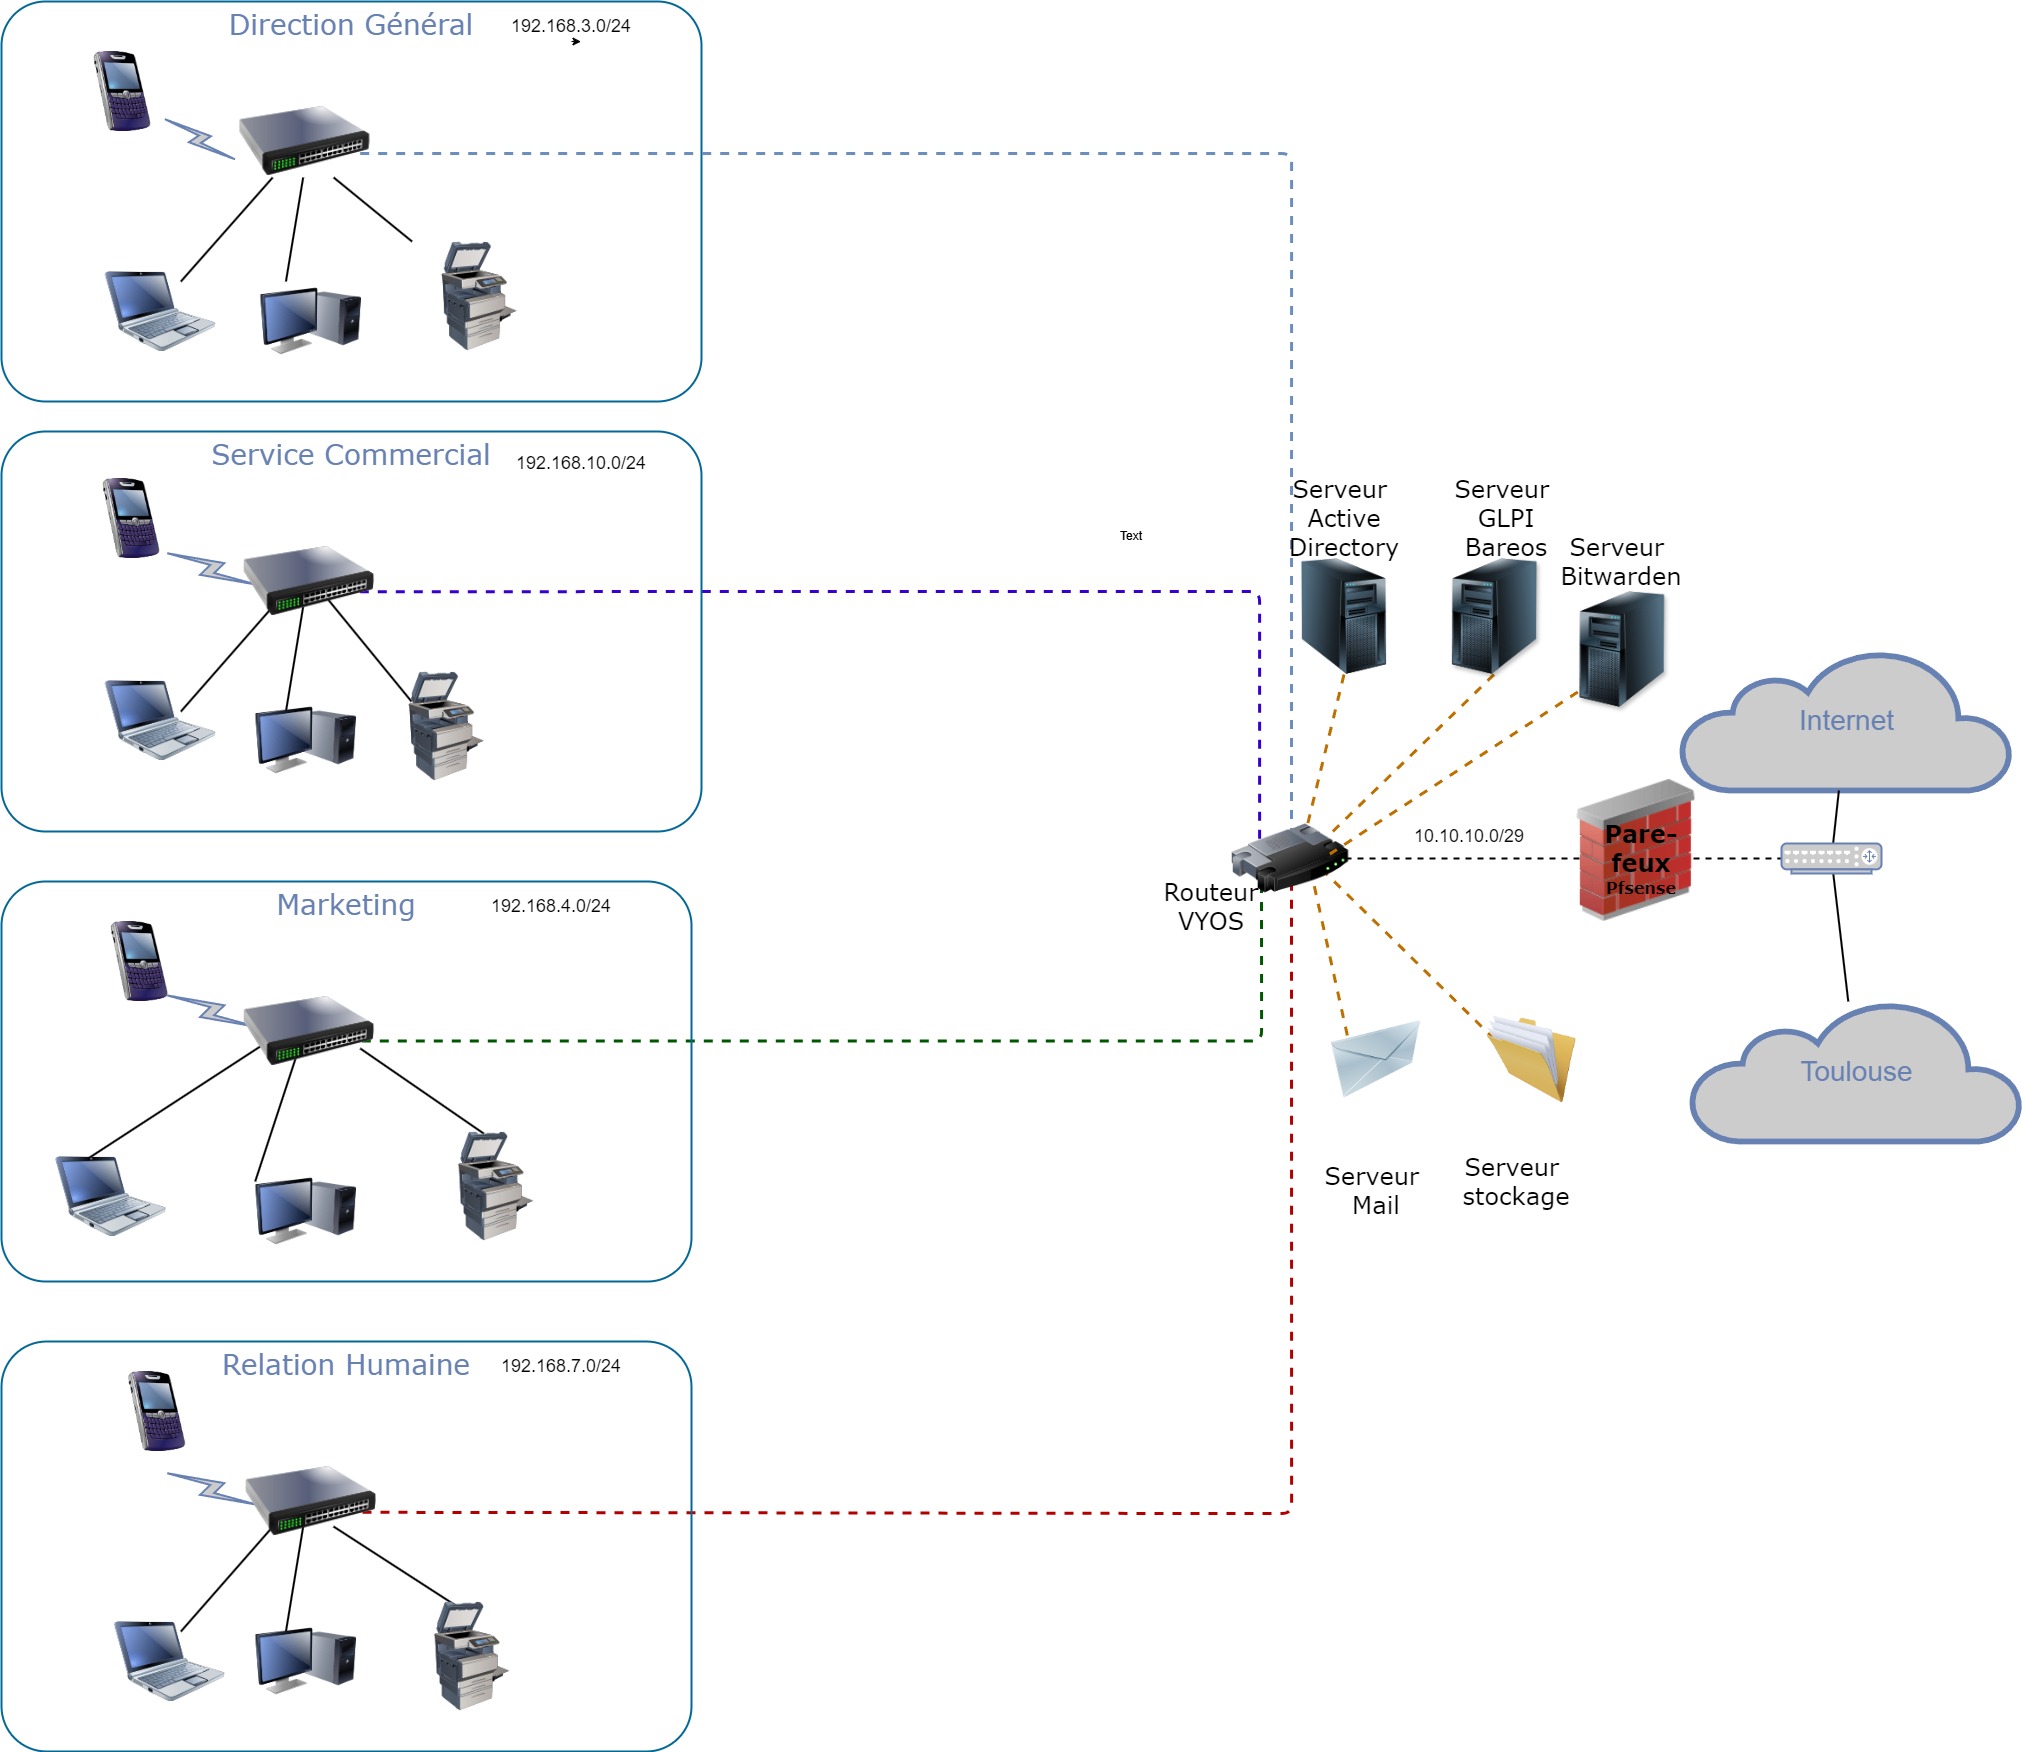 Direction Général
192.168.3.0/24
Service Commercial
192.168.10.0/24
Text
Serveur
Active
Directory
Serveur
GLPI
Bareos
Serveur
Bitwarden
Internet
10.10.10.0/29
Pare-
feux
Pfsense
Routeur
VYOS
Marketing
192.168.4.0/24
Toulouse
Serveur
Mail
Serveur
stockage
Relation Humaine
192.168.7.0/24